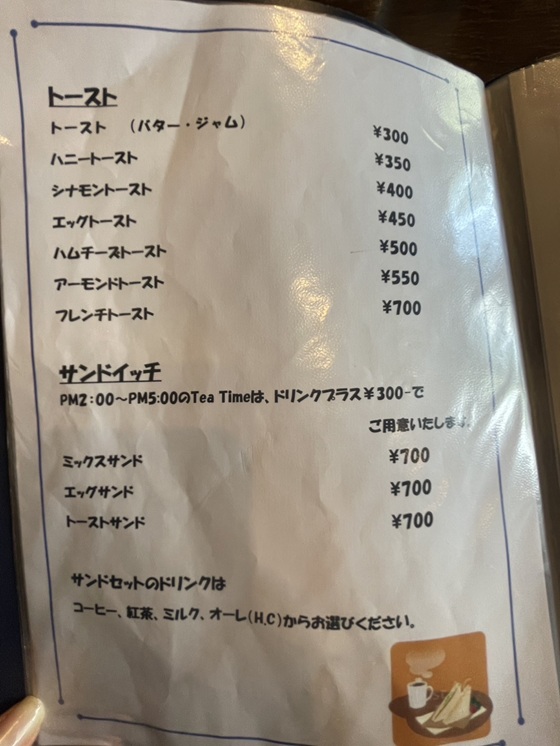 トースト
トースト （バター・ジャム） ¥300
ハニートースト ¥350
シナモントースト ¥400
エッグトースト ¥450
ハムチーズトースト ¥500
アーモンドトースト ¥550
フレンチトースト ¥700
サンドイッチ
PM2:00〜PM5:00のTea Timeは、ドリンクプラス¥300-で
ご用意いたします。
ミックスサンド ¥700
エッグサンド ¥700
トーストサンド ¥700
サンドセットのドリンクは
コーヒー、紅茶、ミルク、オーレ(H,C)からお選びください。